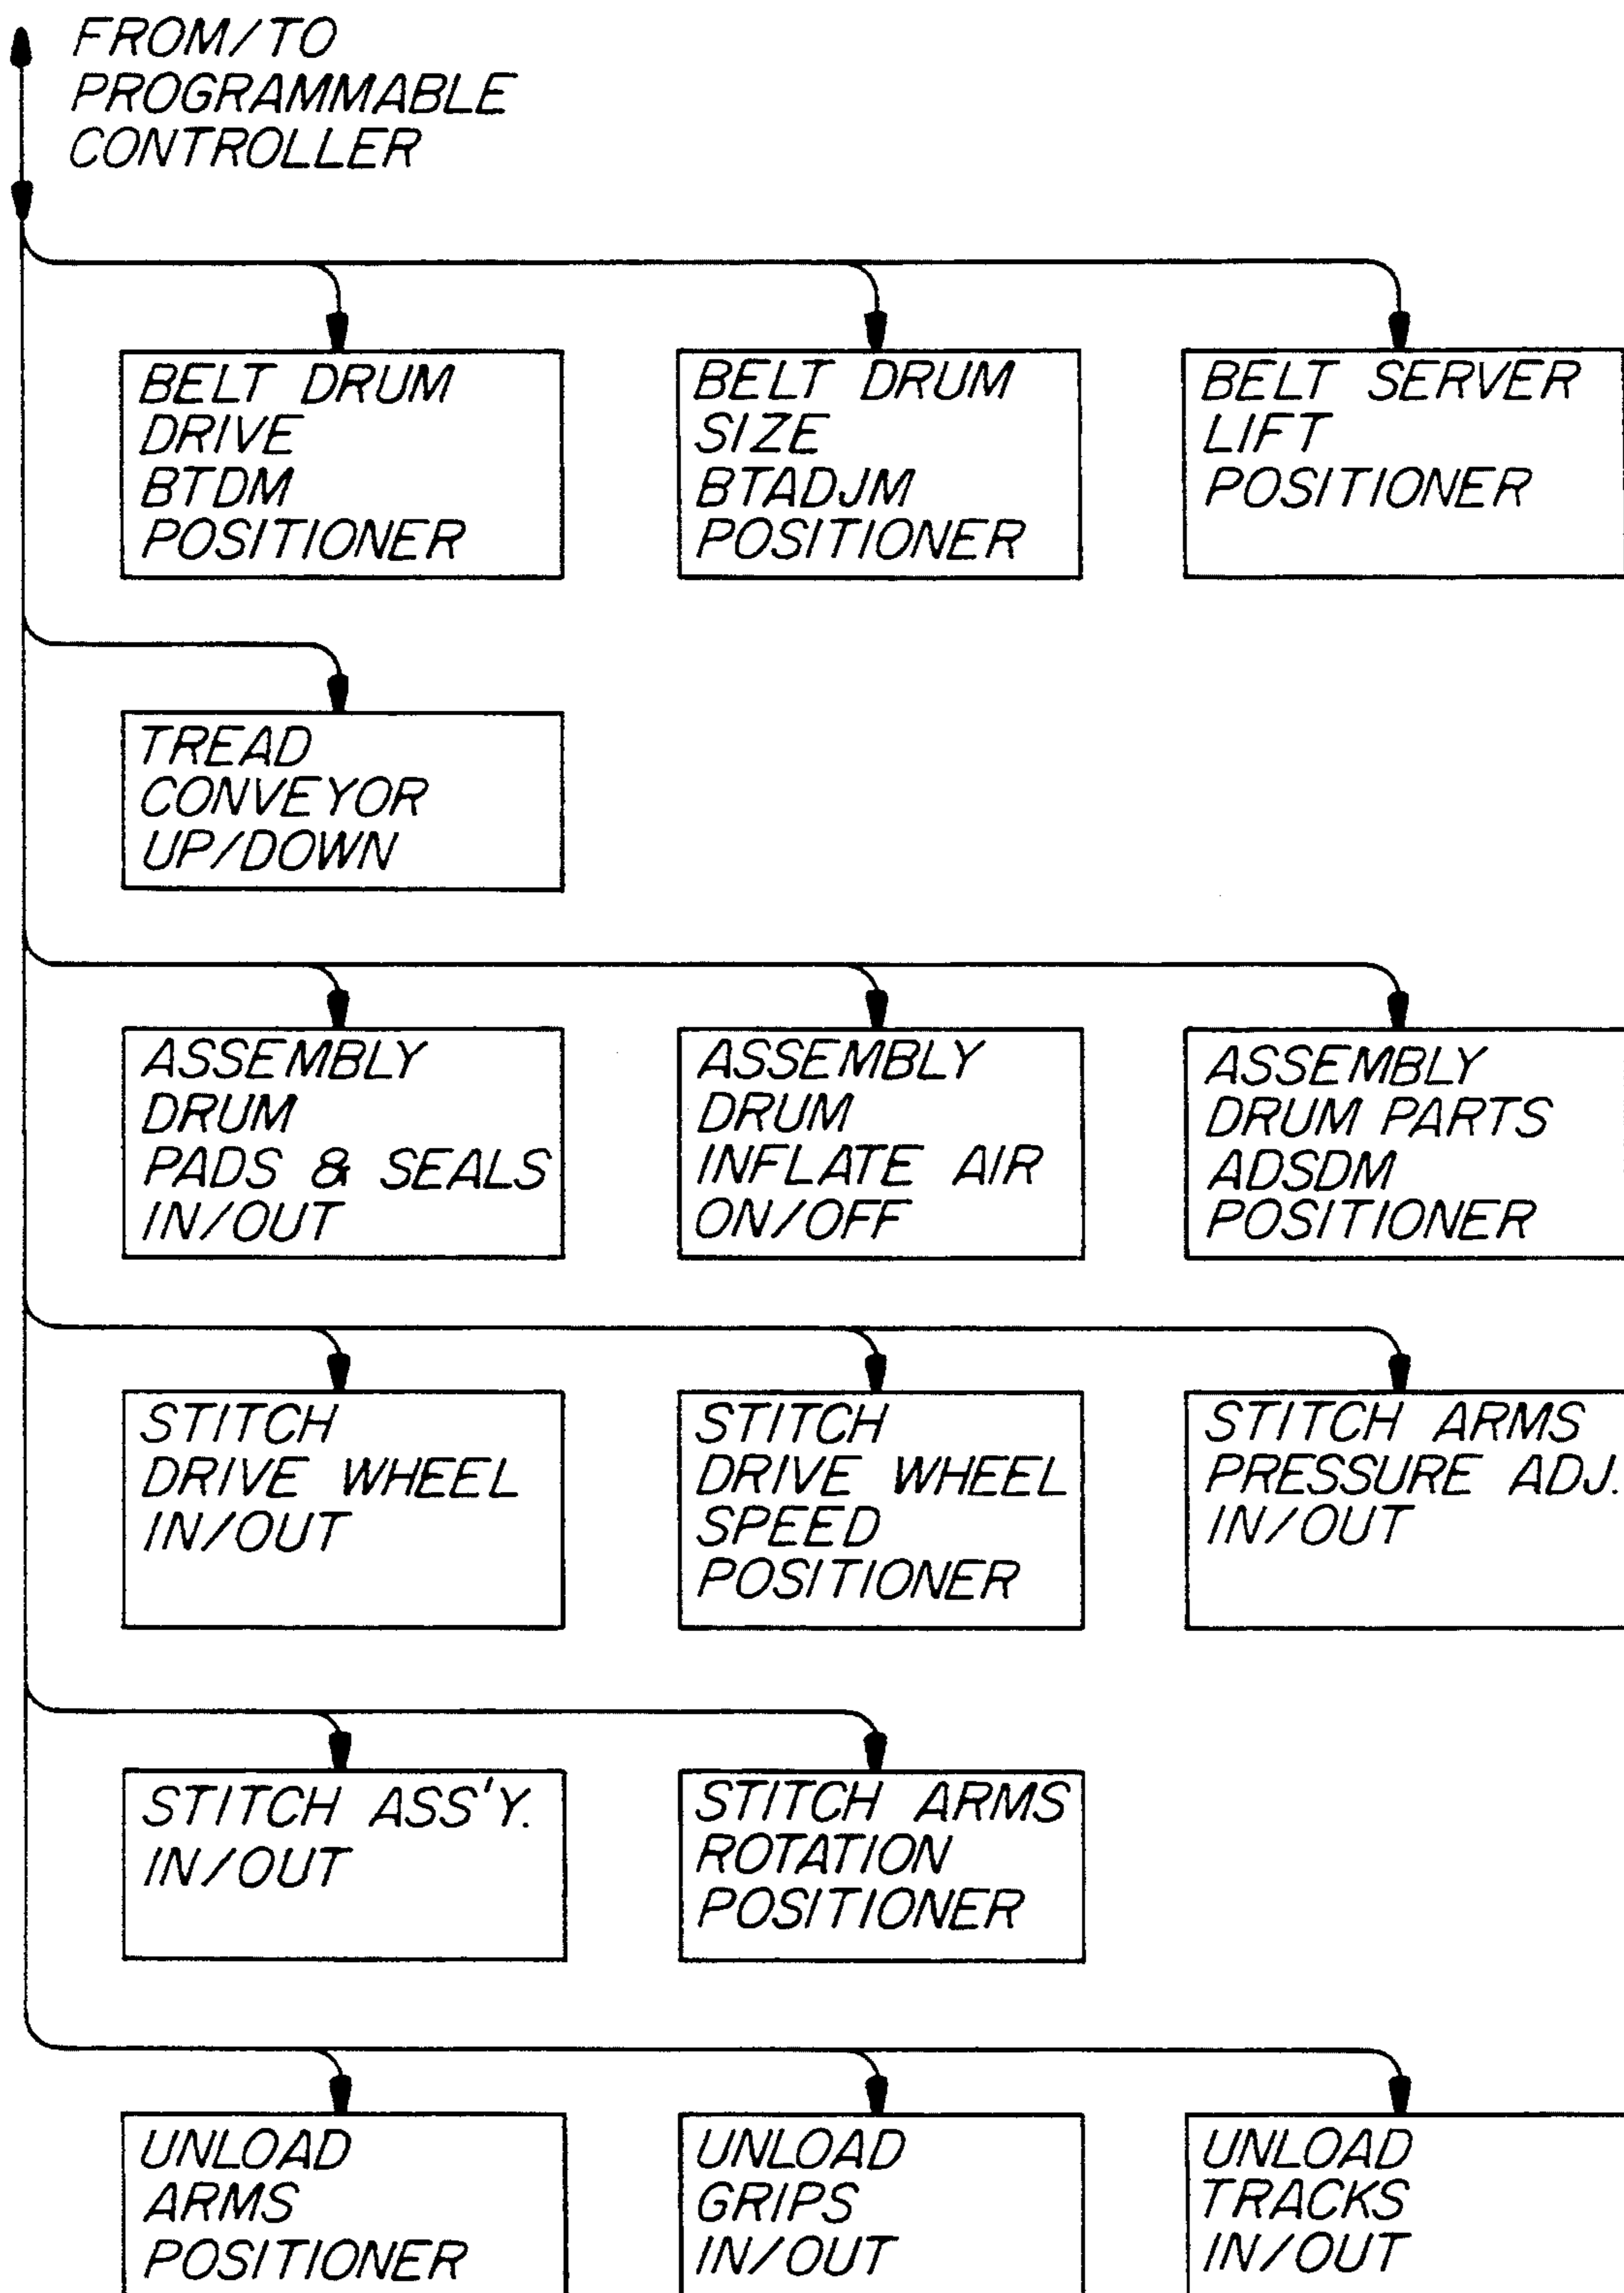 FROM/TO
PROGRAMMABLE
CONTROLLER
BELT DRUM
DRIVE
BTDM
POSITIONER
BELT DRUM
SIZE
BTADJM
POSITIONER
BELT SERVER
LIFT
POSITIONER
TREAD
CONVEYOR
UP/DOWN
ASSEMBLY
DRUM
PADS & SEALS
IN/OUT
ASSEMBLY
DRUM
INFLATE AIR
ON/OFF
ASSEMBLY
DRUM PARTS
ADSDM
POSITIONER
STITCH
DRIVE WHEEL
IN/OUT
STITCH
DRIVE WHEEL
SPEED
POSITIONER
STITCH ARMS
PRESSURE ADJ.
IN/OUT
STITCH ASS'Y.
IN/OUT
STITCH ARMS
ROTATION
POSITIONER
UNLOAD
ARMS
POSITIONER
UNLOAD
GRIPS
IN/OUT
UNLOAD
TRACKS
IN/OUT